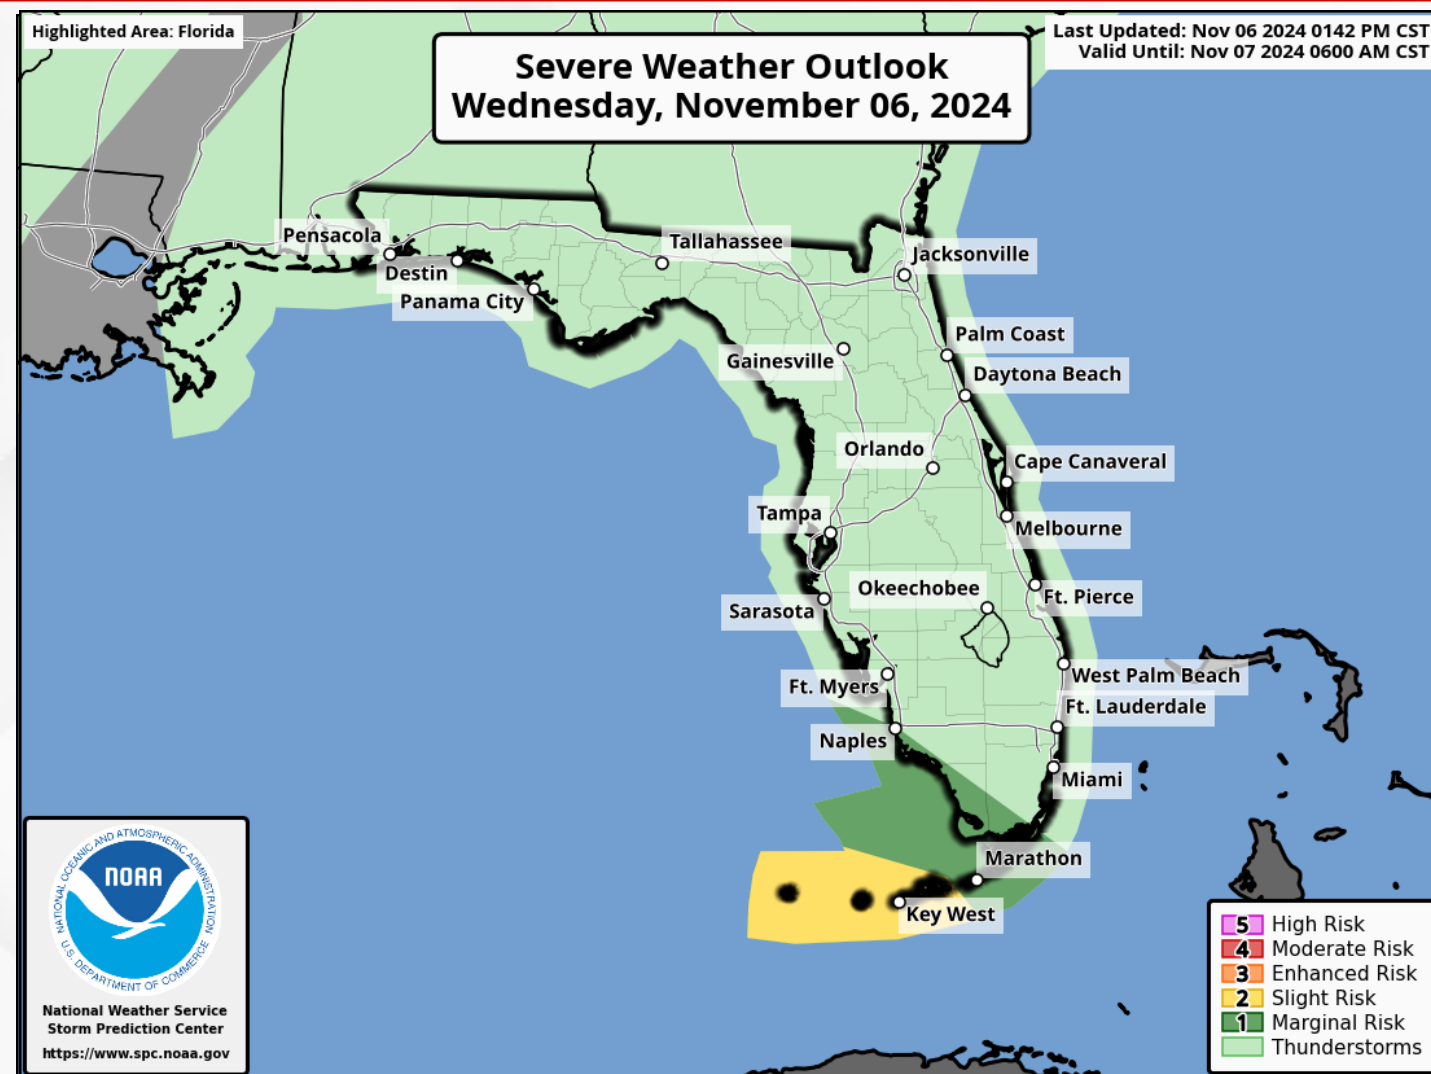 Highlighted Area: Florida
Last Updated: Nov 06 2024 0142 PM CST
Valid Until: Nov 07 2024 0600 AM CST
Severe Weather Outlook
Wednesday, November 06, 2024
Pensacola
Tallahassee
Jacksonville
Destin
Panama City
Palm Coast
Gainesville
Daytona Beach
Orlando
Cape Canaveral
Tampa
Melbourne
Okeechobee
Ft. Pierce
Sarasota
West Palm Beach
Ft. Myers
Ft. Lauderdale
Naples
Miami
Marathon
Key West
NATIONAL OCEANIC AND ATMOSPHERIC ADMINISTRATION
NOAA
U.S. DEPARTMENT OF COMMERCE
National Weather Service
Storm Prediction Center
https://www.spc.noaa.gov
5 High Risk
4 Moderate Risk
3 Enhanced Risk
2 Slight Risk
1 Marginal Risk
Thunderstorms